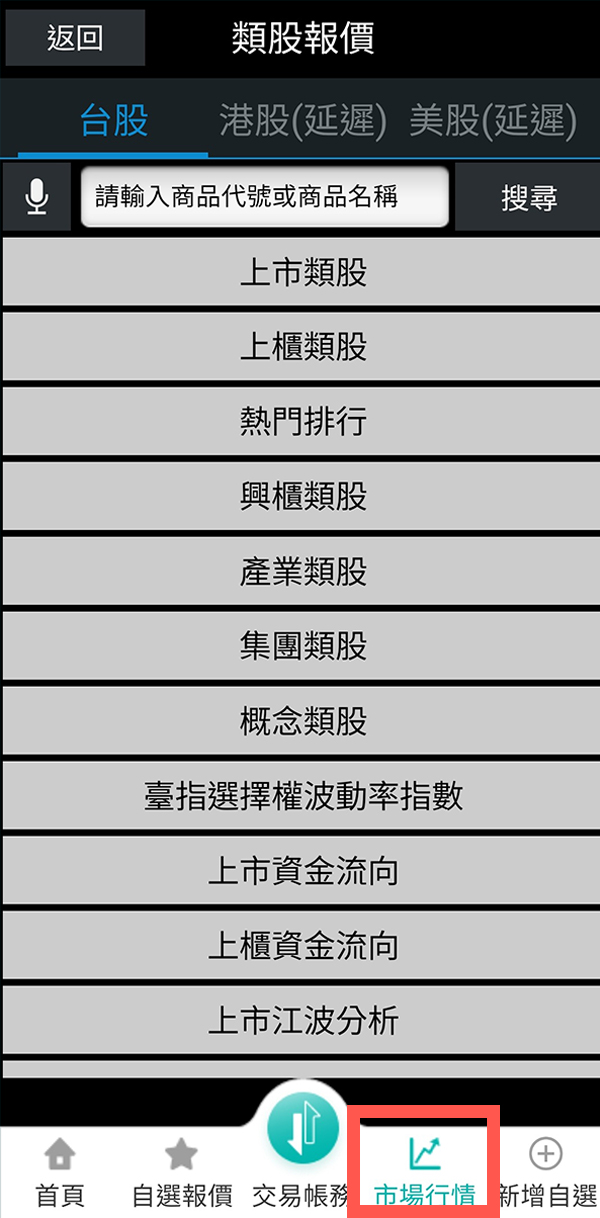 返回 類股報價
台股 港股(延遲) 美股(延遲)
請輸入商品代號或商品名稱 搜尋
上市類股
上櫃類股
熱門排行
興櫃類股
產業類股
集團類股
概念類股
臺指選擇權波動率指數
上市資金流向
上櫃資金流向
上市江波分析
首頁 自選報價 交易帳務 市場行情 新增自選